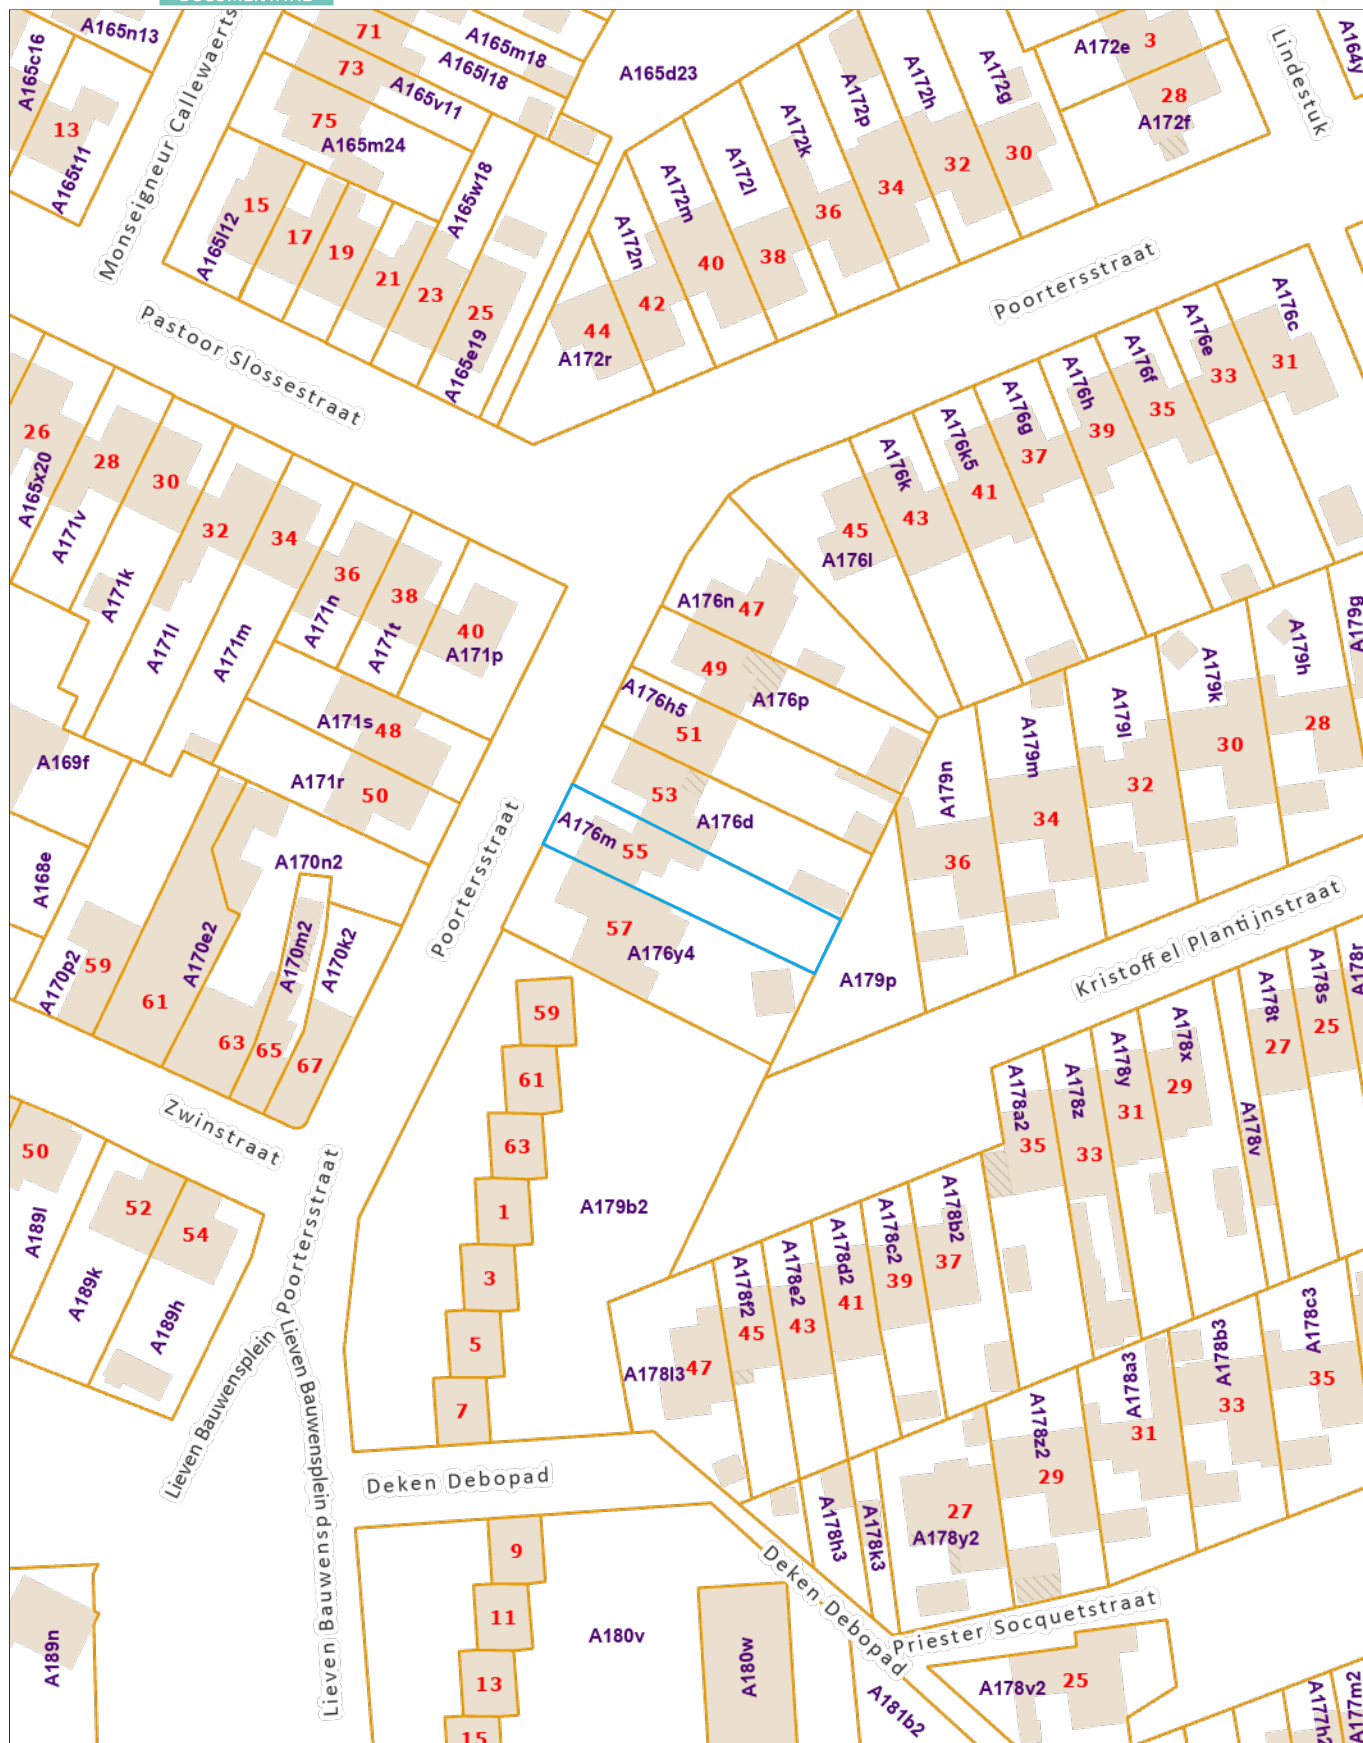 A165n13
71
A165m18
A172e
3
A165c16
Monseigneur Callewaerts
73
A165l18
A165d23
A172g
Lindestuk
A164y
A165v11
A172p
A172h
28
13
75
A172k
A172f
A165m24
A172l
30
A165t11
A165w18
A172m
32
15
34
A165l12
17
A172n
36
19
40
38
21
Poortersstraat
23
42
25
A176c
44
A172r
A165e19
Pastoor Slossestraat
A176e
A176f
31
A176h
33
A176g
35
26
A176k5
39
28
A176k
37
30
A165x20
41
A171v
32
34
43
45
A176l
36
A171k
38
A176n
47
A171n
A179g
A171l
A171m
A171t
40
A171p
A179h
49
A179k
A176h5
A176p
A179l
A171s
48
51
A179m
30
28
A169f
A171r
50
53
A179n
32
A176m
A176d
34
Poortersstraat
55
36
A170n2
A168e
57
A176y4
Kristoffel Plantijnstraat
A170e2
A170m2
A170k2
A170p2
59
A179p
61
59
A178t
A178s
A178r
63
65
67
61
A178x
27
25
A178y
29
A178z
A178a2
Zwinstraat
63
35
33
31
A178v
50
52
1
A179b2
A178b2
A189l
54
Poortersstraat
A178c2
37
A178d2
39
3
A178e2
41
A189k
A178f2
43
A189h
45
Lieven Bauwensplein
5
A178l3
47
A178b3
A178c3
7
A178a3
33
35
A178z2
31
Deken Debopad
29
27
A178y2
A178h3
A178k3
9
Deken Debopad
11
A180v
A189n
A180w
Priester Socquetstraat
13
A178v2
25
A181b2
A177h2
A177m2
15